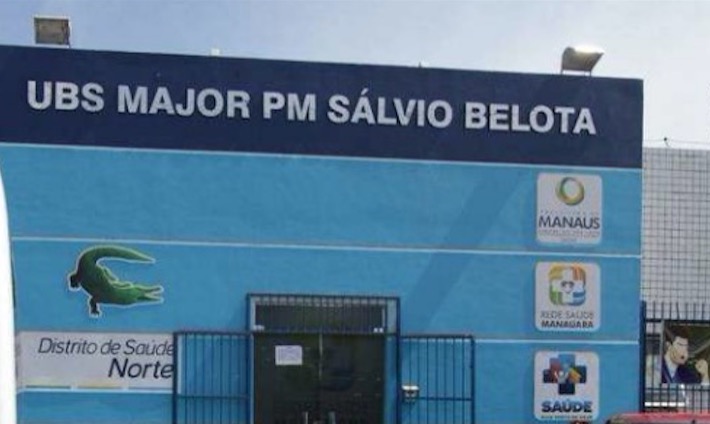 UBS MAJOR PM SÁLVIO BELOTA
MANAUS
REDE SAÚDE
MANAUARA
Distrito de Saúde
Norte
SAÚDE